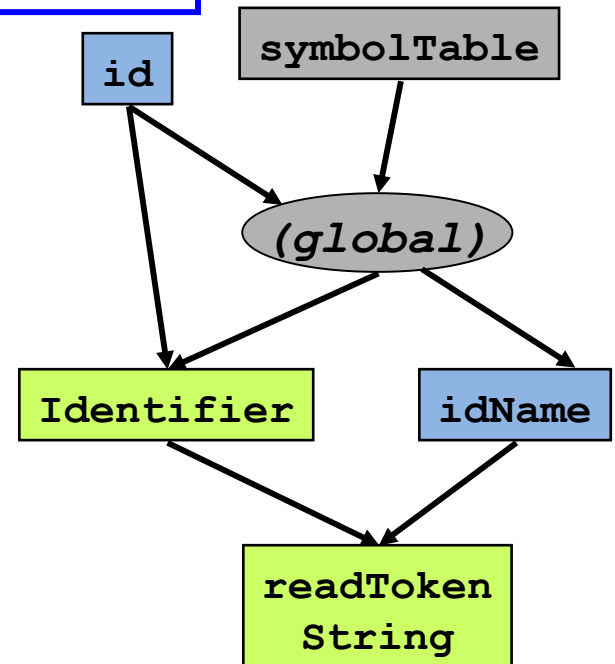 id
symbolTable
(global)
Identifier
idName
readToken
String